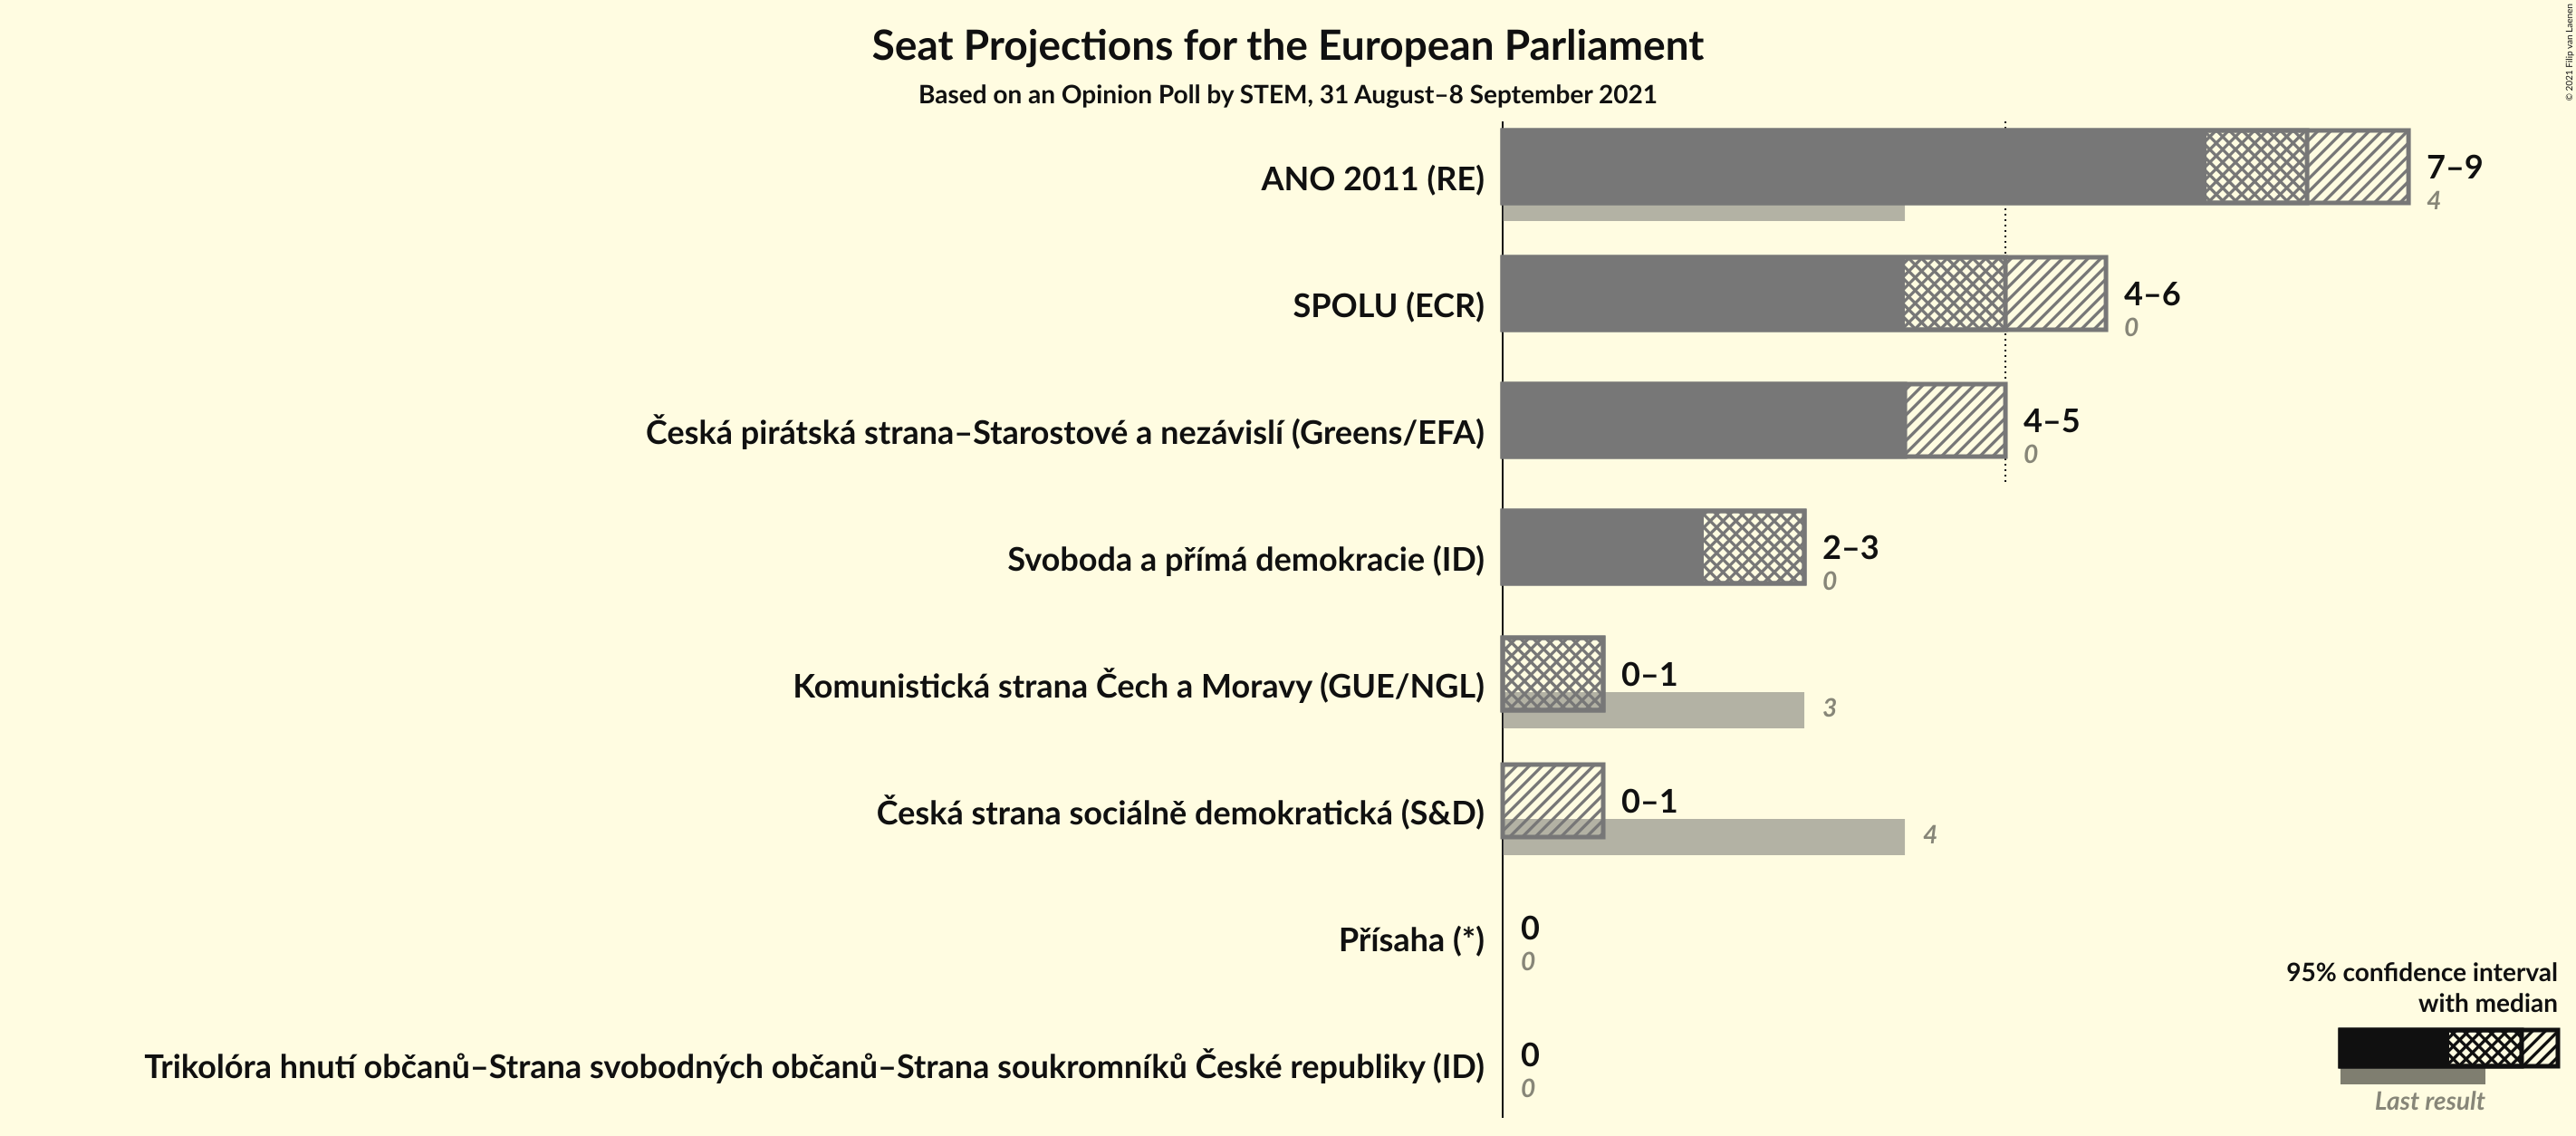 Seat Projections for the European Parliament
Based on an Opinion Poll by STEM, 31 August–8 September 2021
© 2021 Filip van Laenen
ANO 2011 (RE)
7–9
4
SPOLU (ECR)
4–6
0
Česká pirátská strana–Starostové a nezávislí (Greens/EFA)
4–5
0
Svoboda a přímá demokracie (ID)
2–3
0
Komunistická strana Čech a Moravy (GUE/NGL)
0–1
3
Česká strana sociálně demokratická (S&D)
0–1
4
Přísaha (*)
0
0
Trikolóra hnutí občanů–Strana svobodných občanů–Strana soukromníků České republiky (ID)
0
0
95% confidence interval
with median
Last result